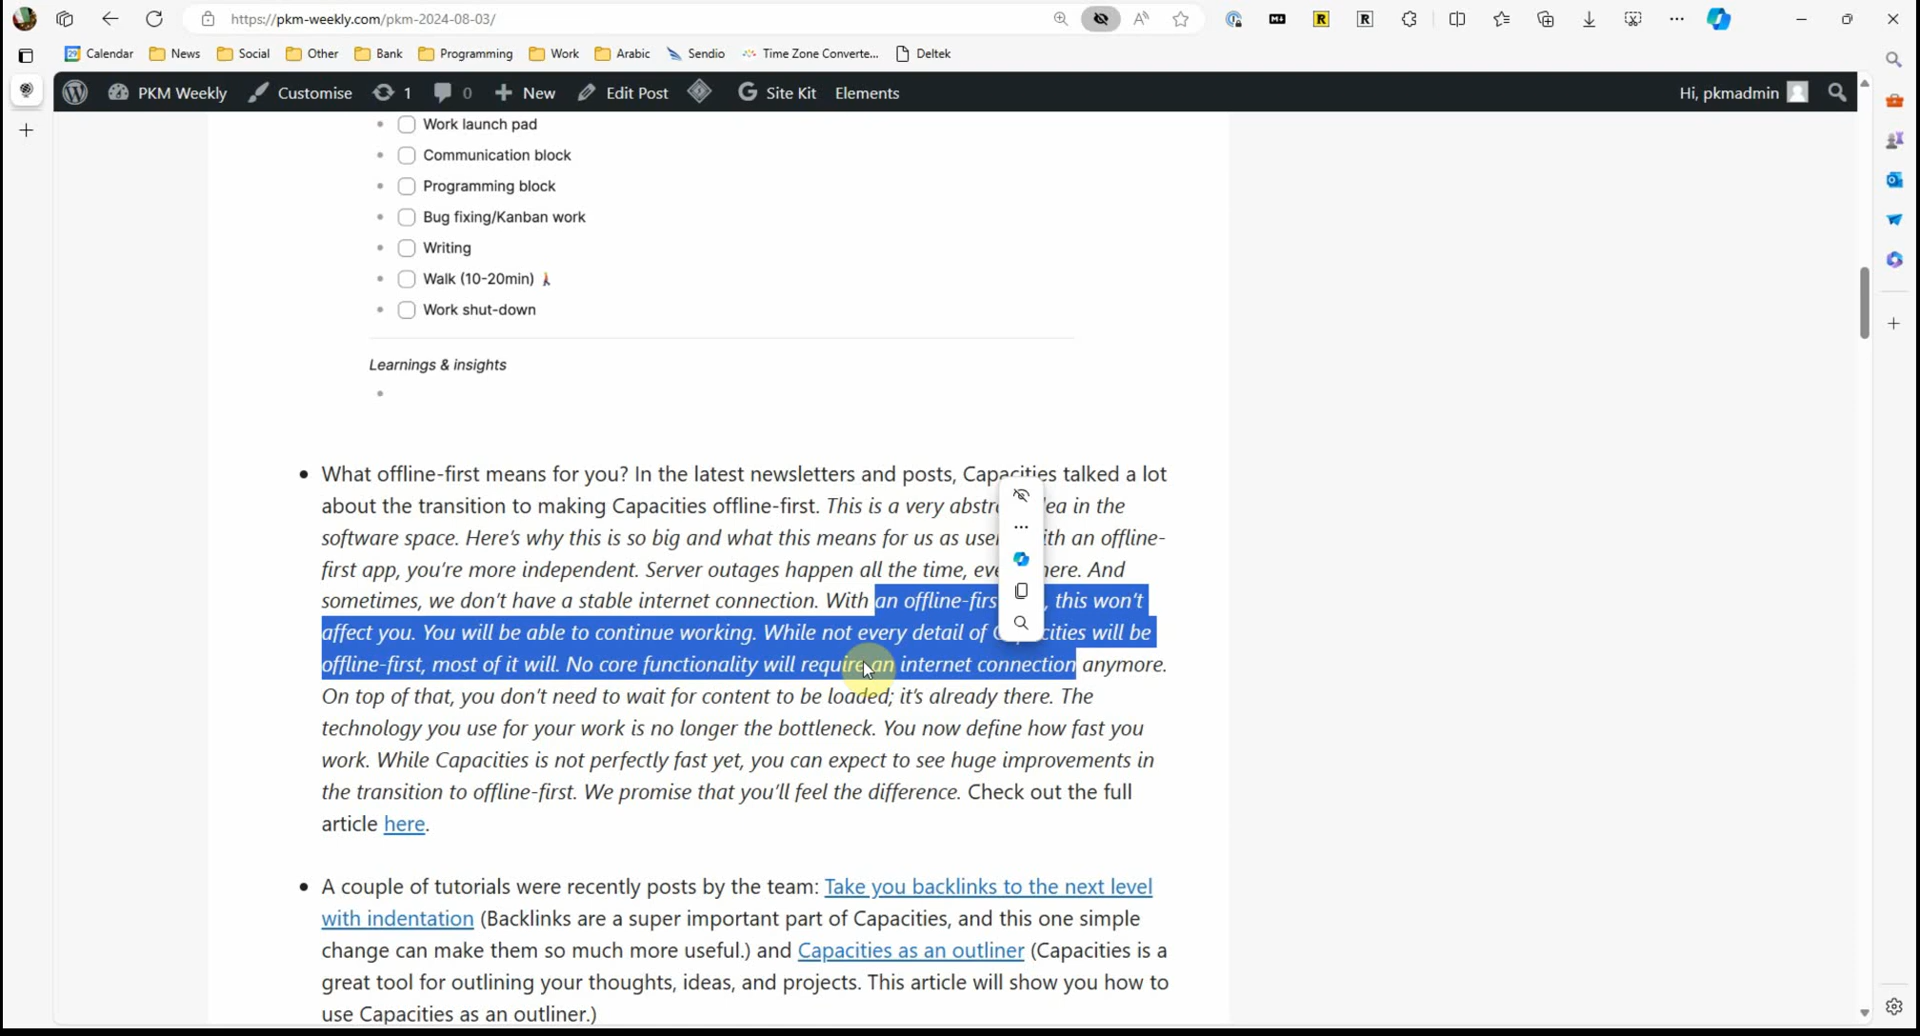 https://pkm-weekly.com/pkm-2024-08-03/
Calendar News Social Other Bank Programming Work Arabic Sendio Time Zone Converte... Deltek
PKM Weekly Customise 1 0 New Edit Post Site Kit Elements Hi, pkmadmin
Work launch pad
Communication block
Programming block
Bug fixing/Kanban work
Writing
Walk (10-20min)
Work shut-down
Learnings & insights
What offline-first means for you? In the latest newsletters and posts, Capacities talked a lot
about the transition to making Capacities offline-first. This is a very abstr ea in the
software space. Here's why this is so big and what this means for us as user th an offline-
first app, you're more independent. Server outages happen all the time, eve here. And
sometimes, we don't have a stable internet connection. With an offline-firs , this won't
affect you. You will be able to continue working. While not every detail of C cities will be
offline-first, most of it will. No core functionality will require an internet connection anymore.
On top of that, you don't need to wait for content to be loaded; it's already there. The
technology you use for your work is no longer the bottleneck. You now define how fast you
work. While Capacities is not perfectly fast yet, you can expect to see huge improvements in
the transition to offline-first. We promise that you'll feel the difference. Check out the full
article here.
A couple of tutorials were recently posts by the team: Take you backlinks to the next level
with indentation (Backlinks are a super important part of Capacities, and this one simple
change can make them so much more useful.) and Capacities as an outliner (Capacities is a
great tool for outlining your thoughts, ideas, and projects. This article will show you how to
use Capacities as an outliner.)